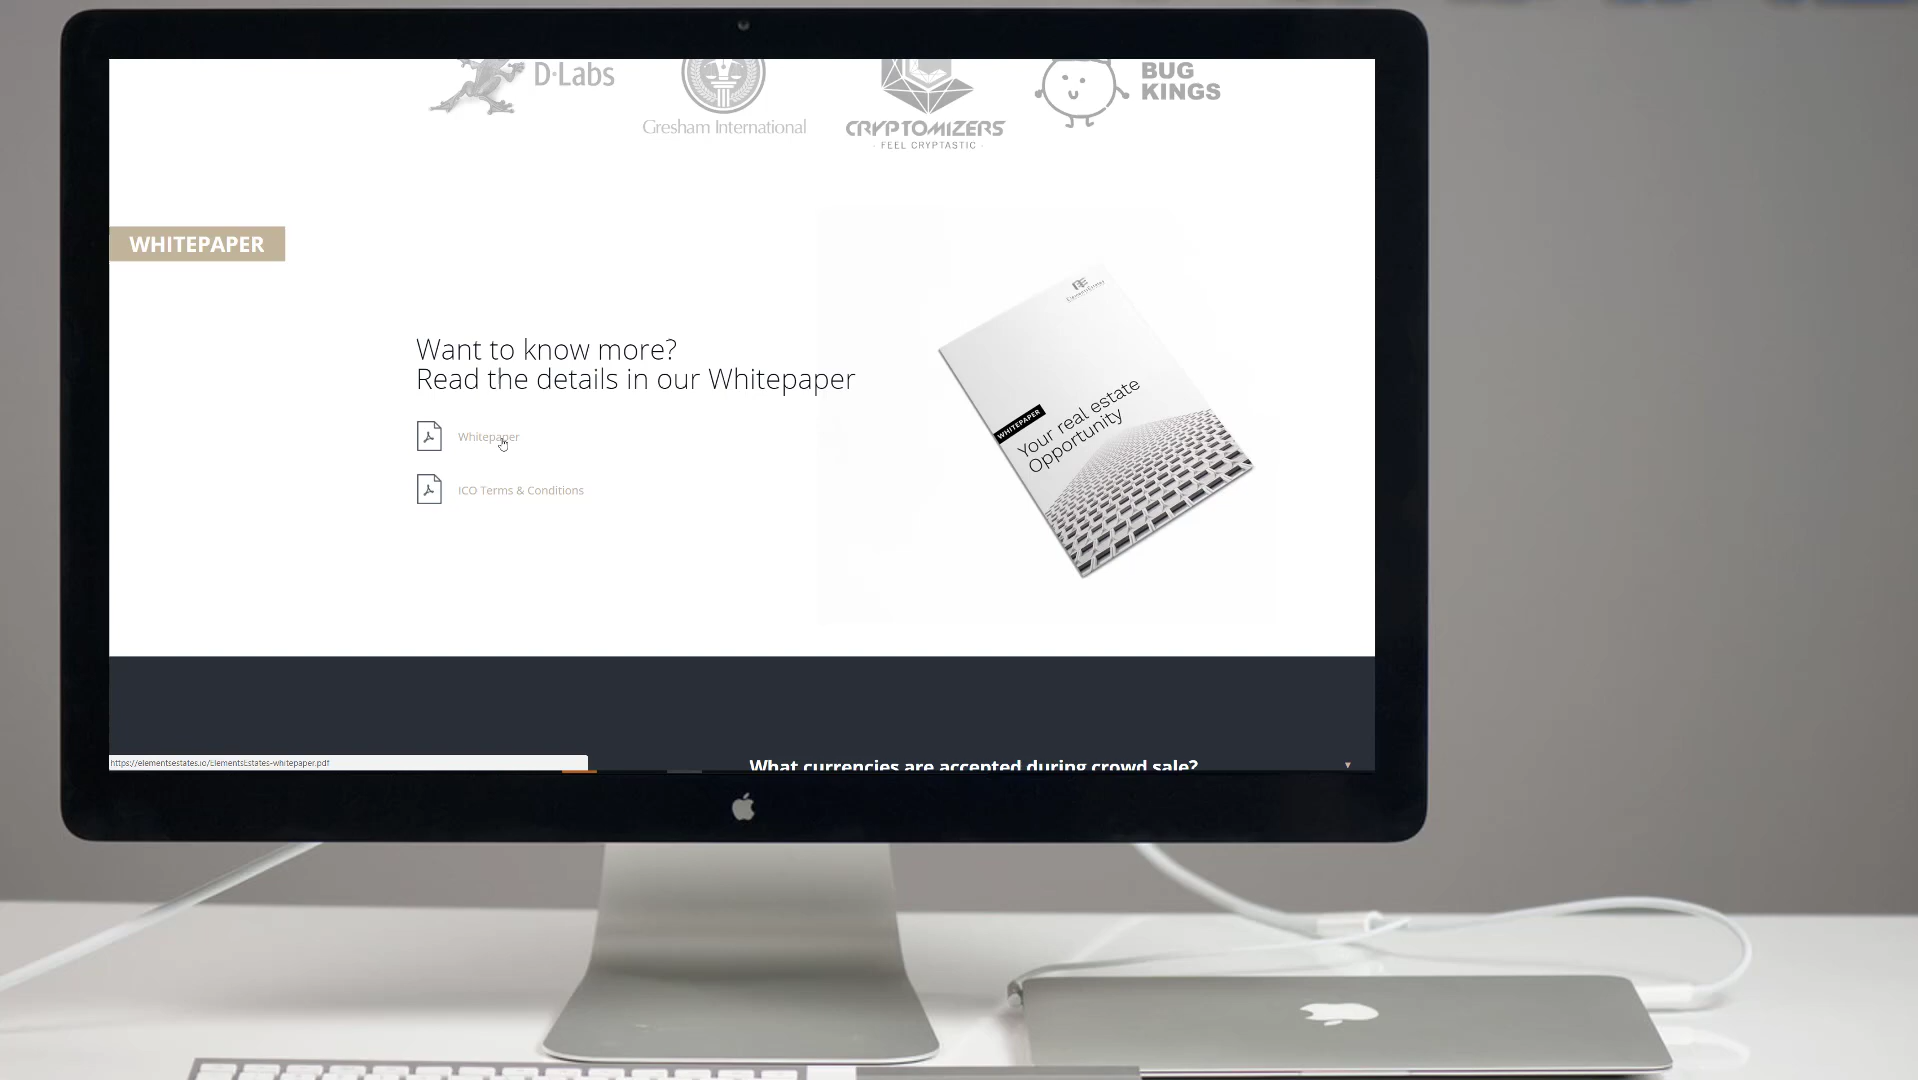 D·Labs
Gresham International
CRYPTOMIZERS
· FEEL CRYPTASTIC ·
BUG
KINGS
WHITEPAPER
Want to know more?
Read the details in our Whitepaper
Whitepaper
ICO Terms & Conditions
ElementsEstates
WHITEPAPER
Your real estate
Opportunity
https://elementsestates.io/ElementsEstates-whitepaper.pdf
What currencies are accepted during crowd sale?